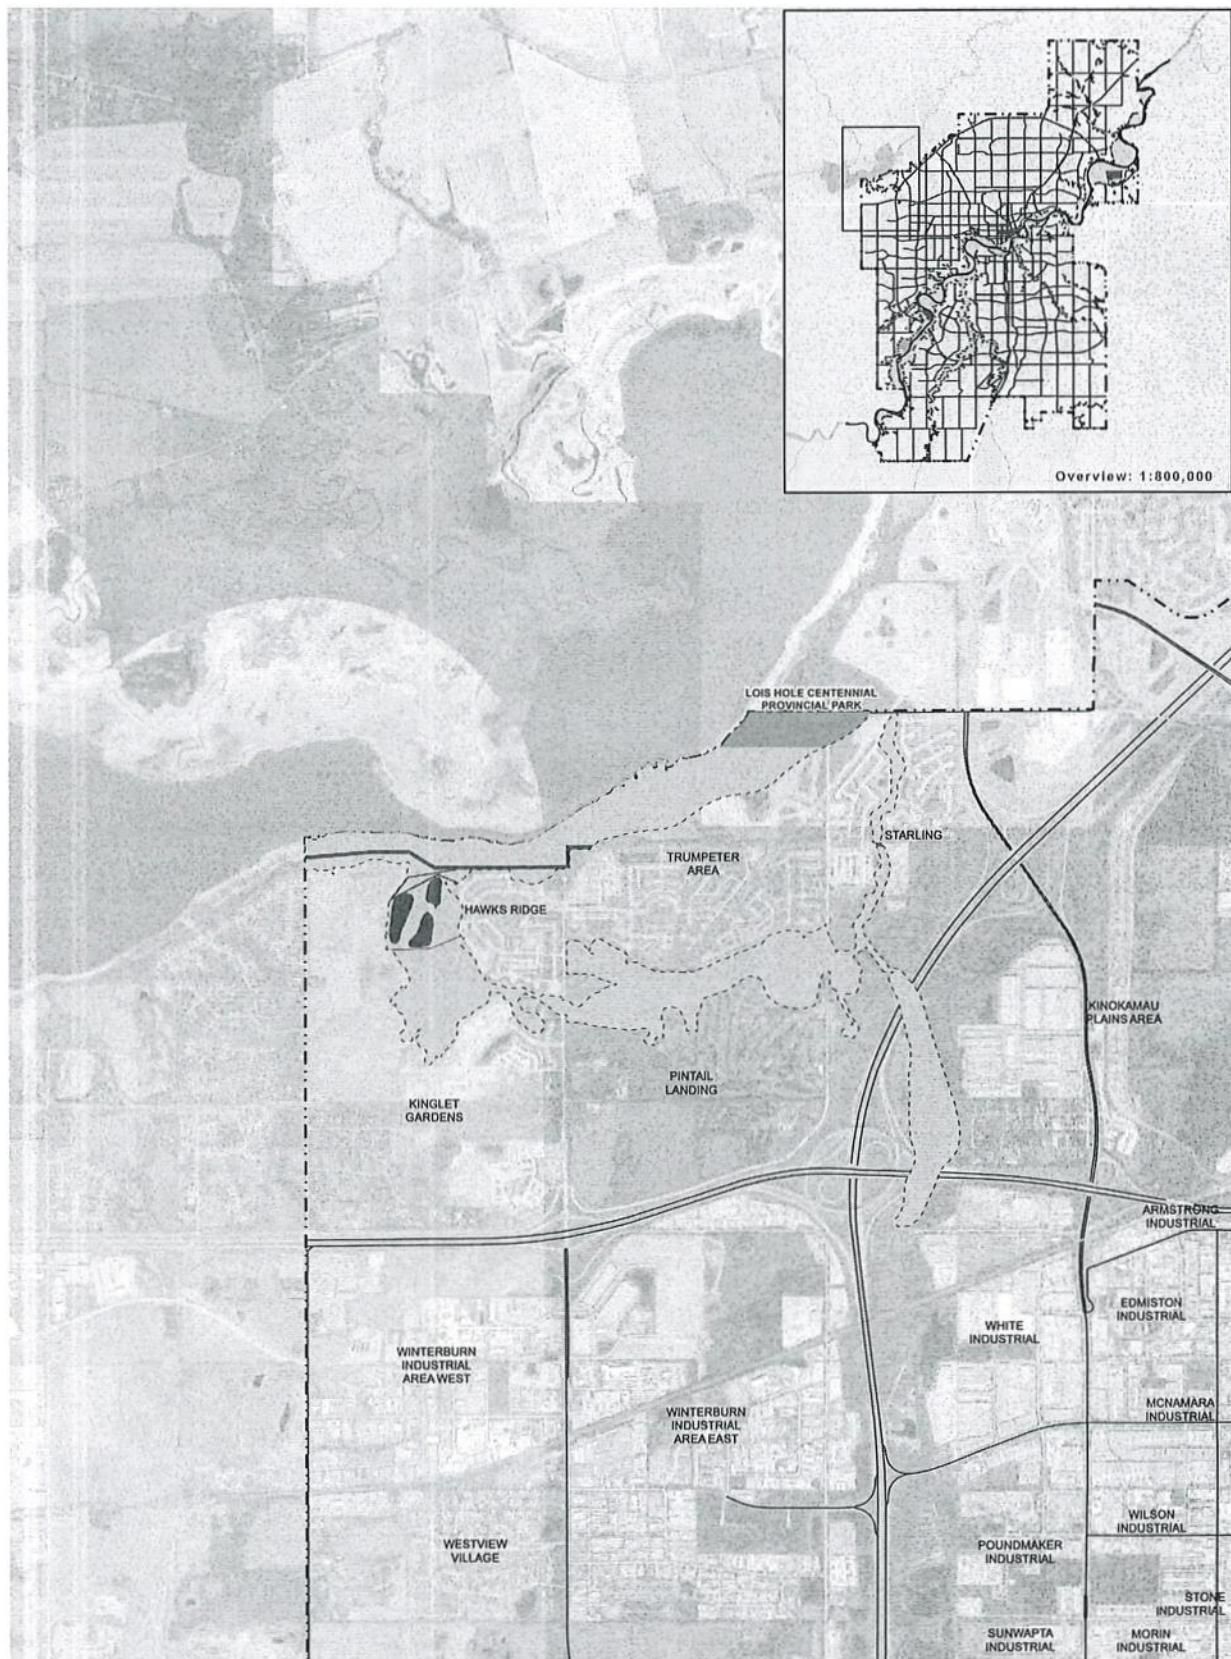 Overview: 1:800,000
LOIS HOLE CENTENNIAL
PROVINCIAL PARK
STARLING
TRUMPETER
AREA
HAWKS RIDGE
KINOKAMAU
PLAINS AREA
PINTAIL
LANDING
KINGLET
GARDENS
ARMSTRONG
INDUSTRIAL
EDMISTON
INDUSTRIAL
WHITE
INDUSTRIAL
WINTERBURN
INDUSTRIAL
AREA WEST
MCNAMARA
INDUSTRIAL
WINTERBURN
INDUSTRIAL
AREA EAST
WILSON
INDUSTRIAL
WESTVIEW
VILLAGE
POUNDMAKER
INDUSTRIAL
STONE
INDUSTRIAL
SUNWAPTA
INDUSTRIAL
MORIN
INDUSTRIAL